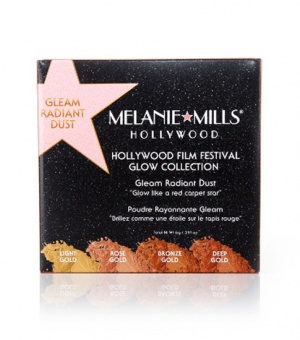 GLEAM
RADIANT
DUST
MELANIE★MILLS®
HOLLYWOOD
HOLLYWOOD FILM FESTIVAL
GLOW COLLECTION
Gleam Radiant Dust
"Glow like a red carpet star"
Poudre Rayonnante Gleam
"Brillez comme une étoile sur le tapis rouge"
LIGHT GOLD
ROSE GOLD
BRONZE GOLD
DEEP GOLD